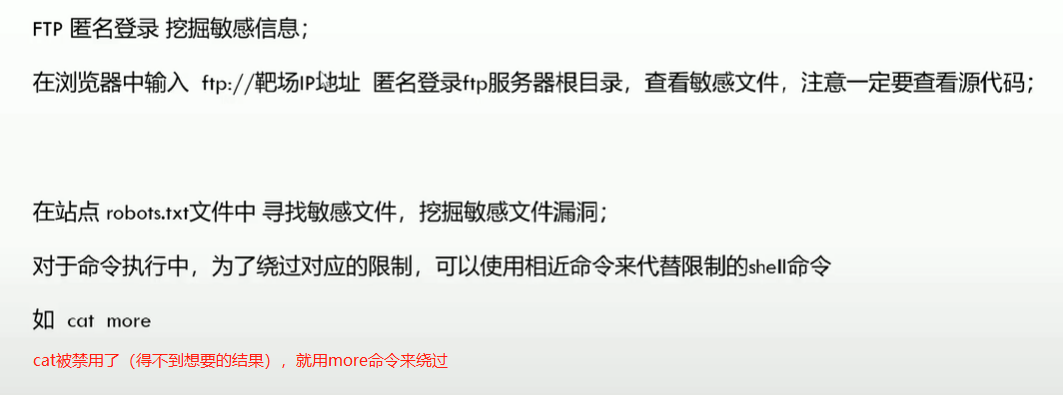 FTP 匿名登录 挖掘敏感信息；
在浏览器中输入 ftp://靶场IP地址 匿名登录ftp服务器根目录，查看敏感文件，注意一定要查看源代码；
在站点 robots.txt文件中 寻找敏感文件，挖掘敏感文件漏洞；
对于命令执行中，为了绕过对应的限制，可以使用相近命令来代替限制的shell命令
如 cat more
cat被禁用了（得不到想要的结果），就用more命令来绕过